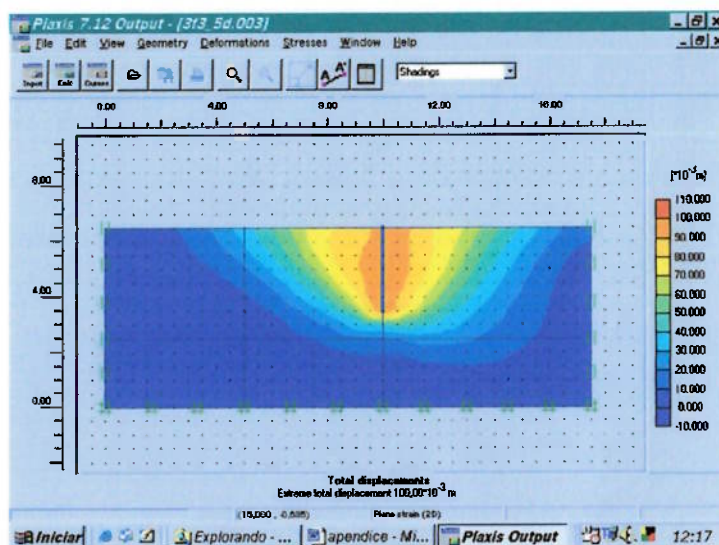 Plaxis 7.12 Output - [3f3_5d.003]
File Edit View Geometry Deformations Stresses Window Help
Input Calc Curves A A* Shadings
0.00 4.00 8.00 12.00 16.00
8.00
4.00
0.00
[*10⁻³ m]
110.000
100.000
90.000
80.000
70.000
60.000
50.000
40.000
30.000
20.000
10.000
0.000
-10.000
Total displacements
Extreme total displacement 100,00*10⁻³ m
Plane strain (2D)
Iniciar Explorando - ... apendice - Mi... Plaxis Output 12:17